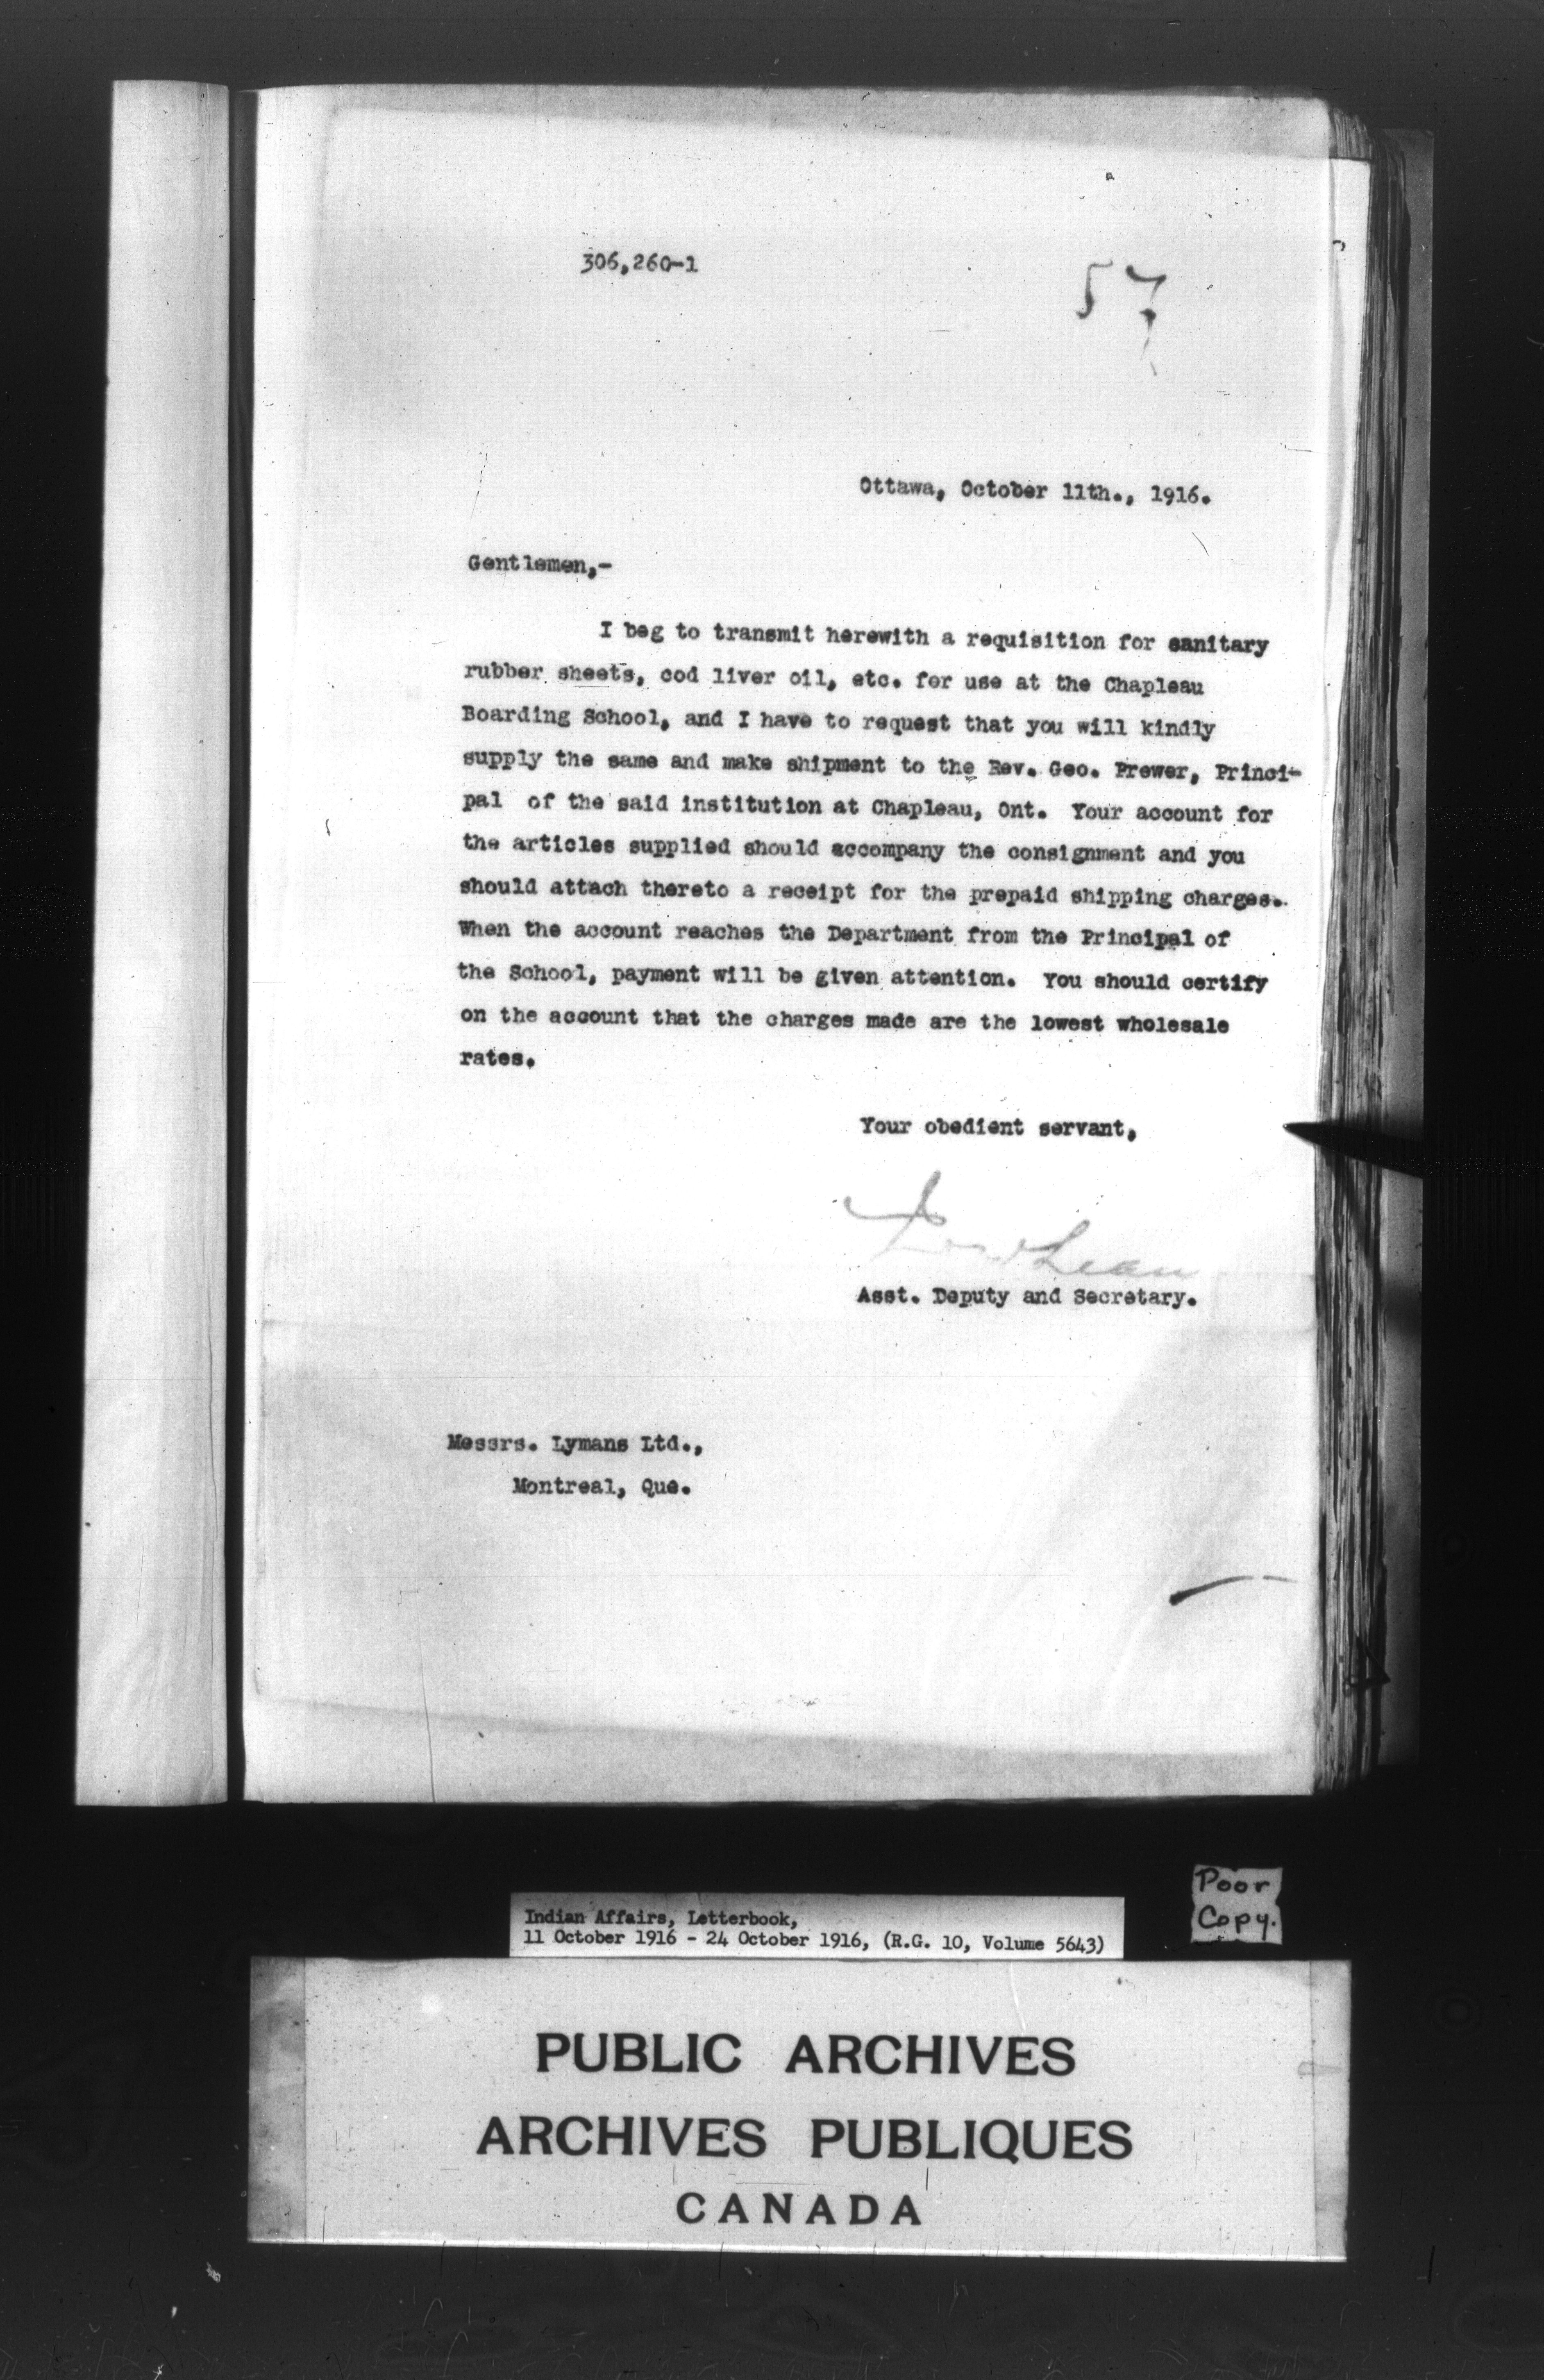 306,260-1
57
Ottawa, October 11th., 1916.
Gentlemen,-
I beg to transmit herewith a requisition for sanitary
rubber sheets, cod liver oil, etc. for use at the Chapleau
Boarding School, and I have to request that you will kindly
supply the same and make shipment to the Rev. Geo. Prewer, Princi-
pal of the said institution at Chapleau, Ont. Your account for
the articles supplied should accompany the consignment and you
should attach thereto a receipt for the prepaid shipping charges.
When the account reaches the Department from the Principal of
the School, payment will be given attention. You should certify
on the account that the charges made are the lowest wholesale
rates.
Your obedient servant,
Asst. Deputy and Secretary.
Messrs. Lymans Ltd.,
Montreal, Que.
Poor
Copy.
Indian Affairs, Letterbook,
11 October 1916 - 24 October 1916, (R.G. 10, Volume 5643)
PUBLIC ARCHIVES
ARCHIVES PUBLIQUES
CANADA